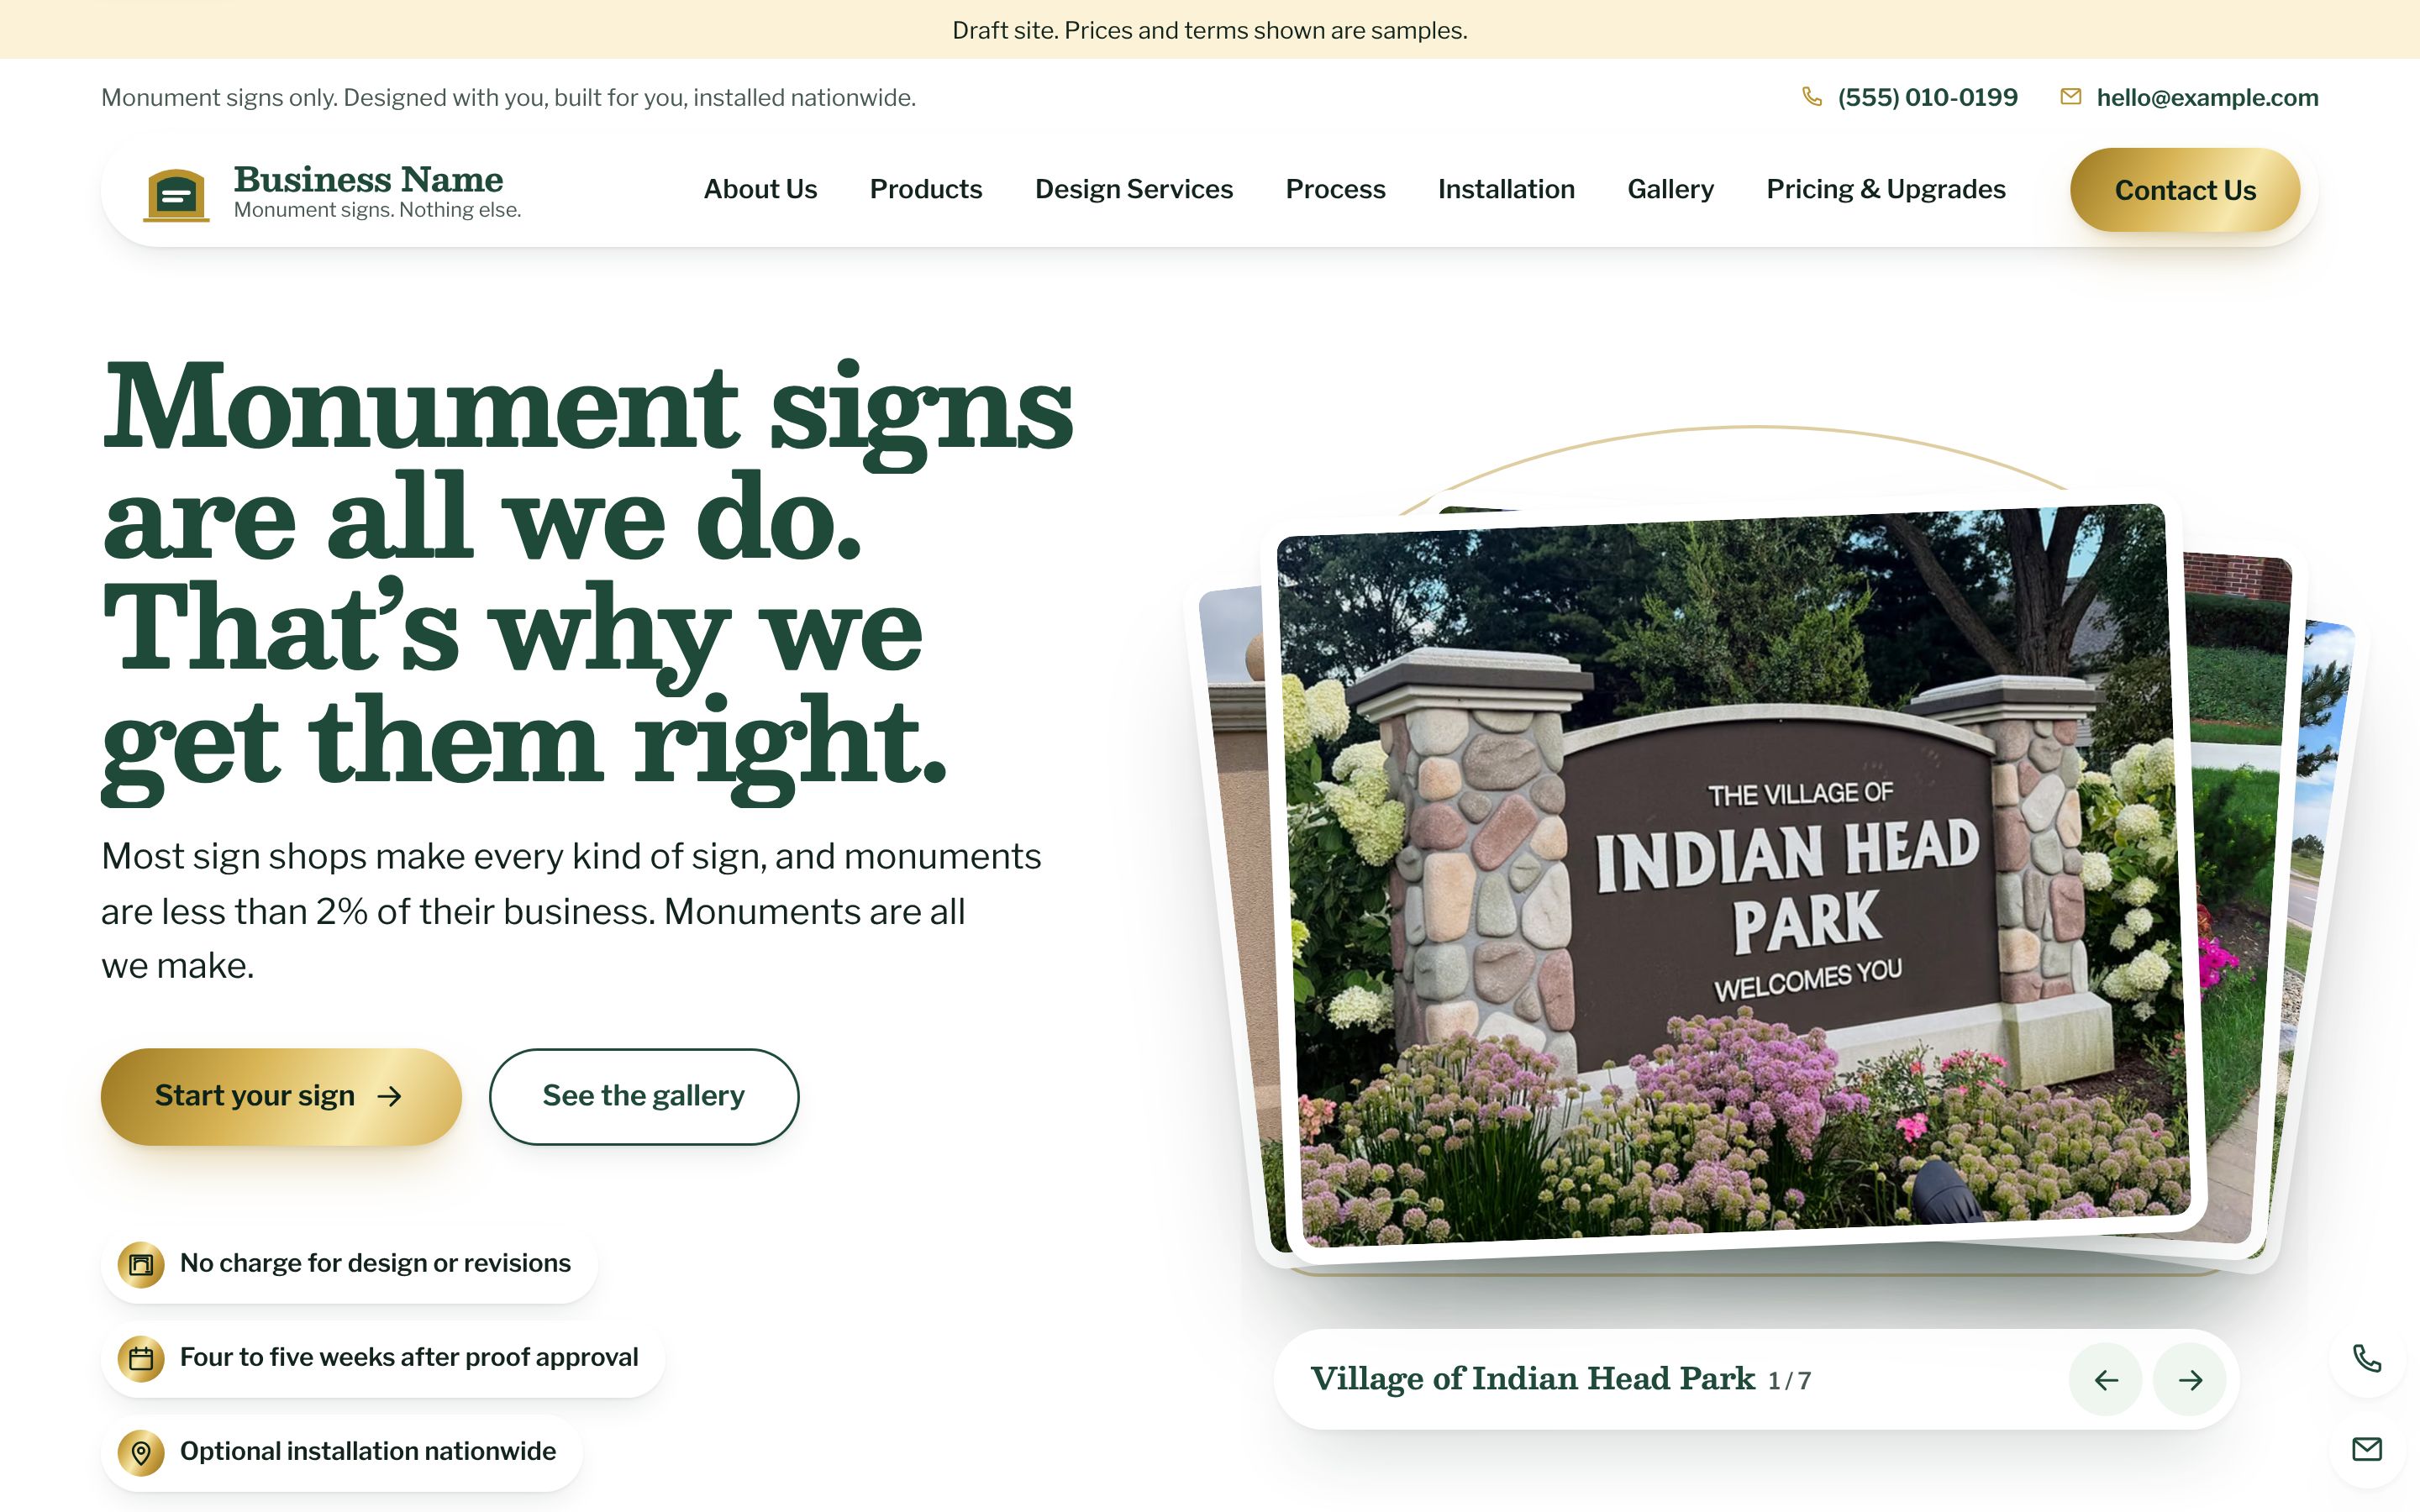 Draft site. Prices and terms shown are samples.
Monument signs only. Designed with you, built for you, installed nationwide.
(555) 010-0199
hello@example.com
Business Name
Monument signs. Nothing else.
About Us
Products
Design Services
Process
Installation
Gallery
Pricing & Upgrades
Contact Us
Monument signs
are all we do.
That’s why we
get them right.
Most sign shops make every kind of sign, and monuments
are less than 2% of their business. Monuments are all
we make.
Start your sign
See the gallery
No charge for design or revisions
Four to five weeks after proof approval
Optional installation nationwide
THE VILLAGE OF
INDIAN HEAD
PARK
WELCOMES YOU
Village of Indian Head Park 1 / 7